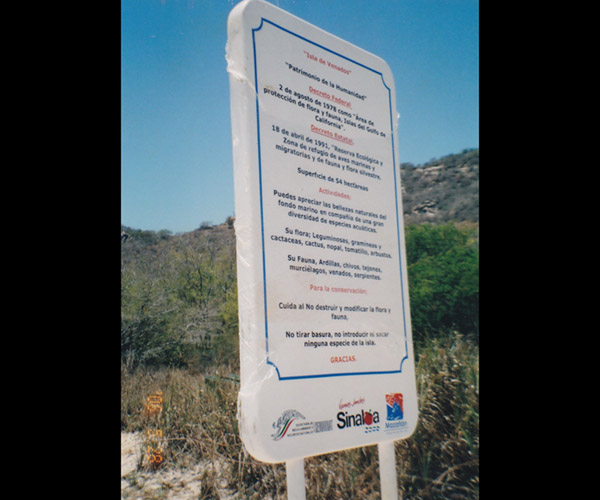 "Isla de Venados"
"Patrimonio de la Humanidad"
Decreto Federal
2 de agosto de 1978 como "Área de
protección de flora y fauna, Islas del Golfo de
California".
Decreto Estatal:
18 de abril de 1991, "Reserva Ecológica y
Zona de refugio de aves marinas y
migratorias y de fauna y flora silvestre.
Superficie de 54 hectáreas
Actividades:
Puedes apreciar las bellezas naturales del
fondo marino en compañía de una gran
diversidad de especies acuáticas.
Su flora; Leguminosas, gramineas y
cactaceas, cactus, nopal, tomatillo, arbustos.
Su Fauna, Ardillas, chivos, tejones,
murciélagos, venados, serpientes.
Para la conservación:
Cuida al No destruir y modificar la flora y
fauna.
No tirar basura, no introducir ni sacar
ninguna especie de la isla.
GRACIAS.
Sinaloa
Mazatlán